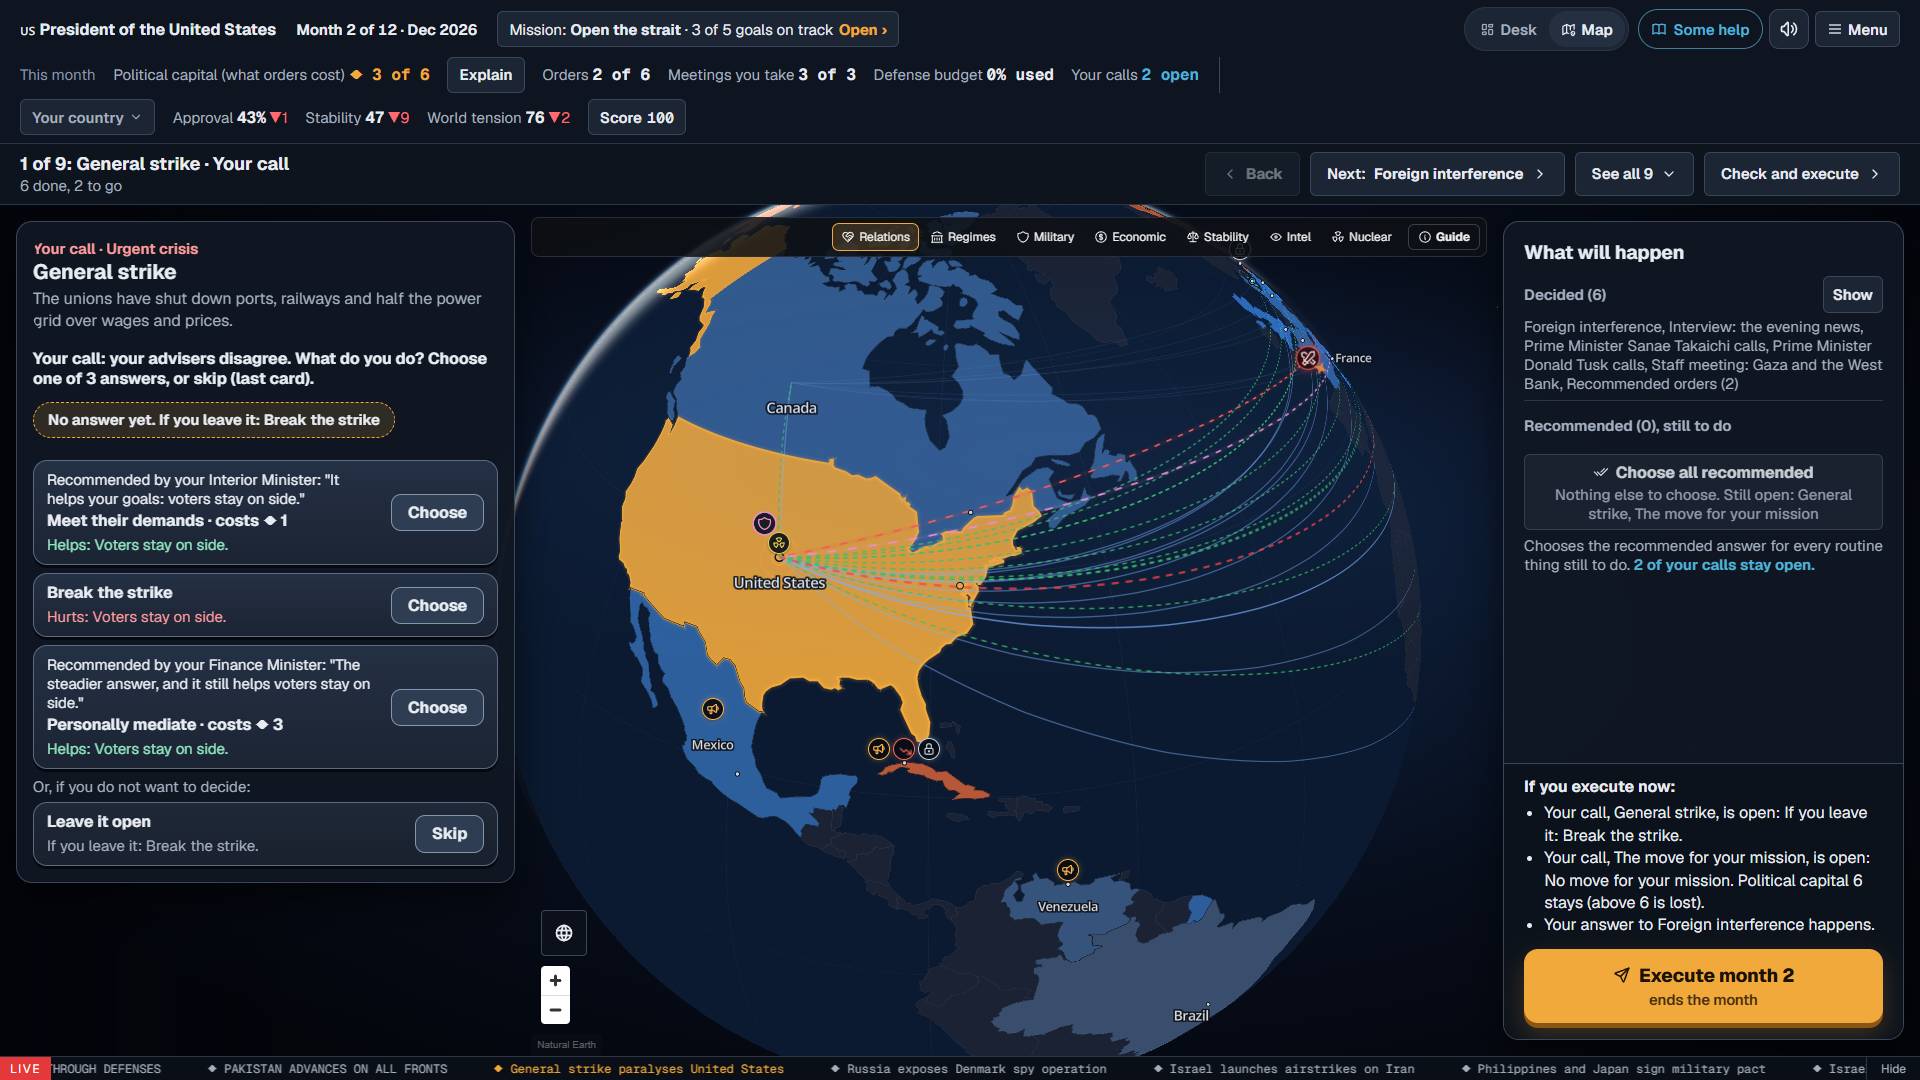 US President of the United States
Month 2 of 12 · Dec 2026
Mission: Open the strait · 3 of 5 goals on track Open ›
Desk
Map
Some help
Menu
This month
Political capital (what orders cost) 3 of 6
Explain
Orders 2 of 6
Meetings you take 3 of 3
Defense budget 0% used
Your calls 2 open
Your country
Approval 43% ▼1
Stability 47 ▼9
World tension 76 ▼2
Score 100
1 of 9: General strike · Your call
6 done, 2 to go
Back
Next: Foreign interference
See all 9
Check and execute
Your call · Urgent crisis
General strike
The unions have shut down ports, railways and half the power
grid over wages and prices.
Your call: your advisers disagree. What do you do? Choose
one of 3 answers, or skip (last card).
No answer yet. If you leave it: Break the strike
Recommended by your Interior Minister: "It
helps your goals: voters stay on side."
Meet their demands · costs 1
Helps: Voters stay on side.
Choose
Break the strike
Hurts: Voters stay on side.
Choose
Recommended by your Finance Minister: "The
steadier answer, and it still helps voters stay on
side."
Personally mediate · costs 3
Helps: Voters stay on side.
Choose
Or, if you do not want to decide:
Leave it open
If you leave it: Break the strike.
Skip
Relations
Regimes
Military
Economic
Stability
Intel
Nuclear
Guide
France
Canada
United States
Mexico
Venezuela
Brazil
+
−
Natural Earth
What will happen
Decided (6)
Show
Foreign interference, Interview: the evening news,
Prime Minister Sanae Takaichi calls, Prime Minister
Donald Tusk calls, Staff meeting: Gaza and the West
Bank, Recommended orders (2)
Recommended (0), still to do
Choose all recommended
Nothing else to choose. Still open: General
strike, The move for your mission
Chooses the recommended answer for every routine
thing still to do. 2 of your calls stay open.
If you execute now:
• Your call, General strike, is open: If you leave
it: Break the strike.
• Your call, The move for your mission, is open:
No move for your mission. Political capital 6
stays (above 6 is lost).
• Your answer to Foreign interference happens.
Execute month 2
ends the month
LIVE
THROUGH DEFENSES ◆ PAKISTAN ADVANCES ON ALL FRONTS ◆ General strike paralyses United States ◆ Russia exposes Denmark spy operation ◆ Israel launches airstrikes on Iran ◆ Philippines and Japan sign military pact ◆ Israe
Hide